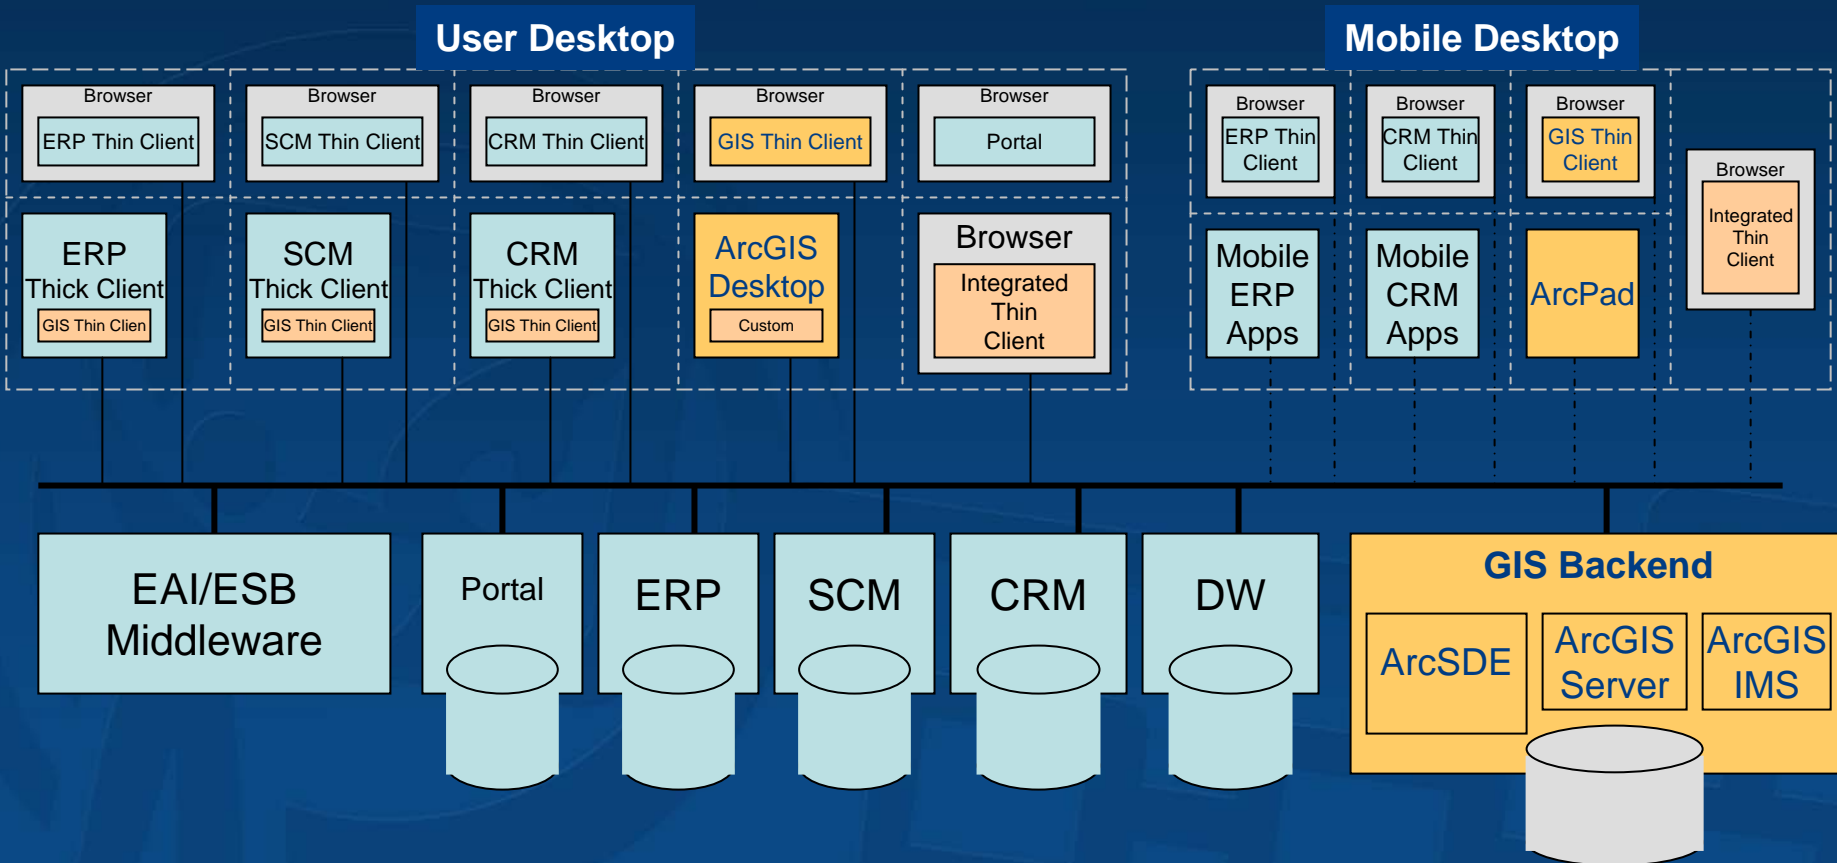 User Desktop
Mobile Desktop
Browser
ERP Thin Client
Browser
SCM Thin Client
Browser
CRM Thin Client
Browser
GIS Thin Client
Browser
Portal
Browser
ERP Thin
Client
Browser
CRM Thin
Client
Browser
GIS Thin
Client
Browser
Integrated
Thin
Client
ERP
Thick Client
GIS Thin Clien
SCM
Thick Client
GIS Thin Client
CRM
Thick Client
GIS Thin Client
ArcGIS
Desktop
Custom
Browser
Integrated
Thin
Client
Mobile
ERP
Apps
Mobile
CRM
Apps
ArcPad
EAI/ESB
Middleware
Portal
ERP
SCM
CRM
DW
GIS Backend
ArcSDE
ArcGIS
Server
ArcGIS
IMS